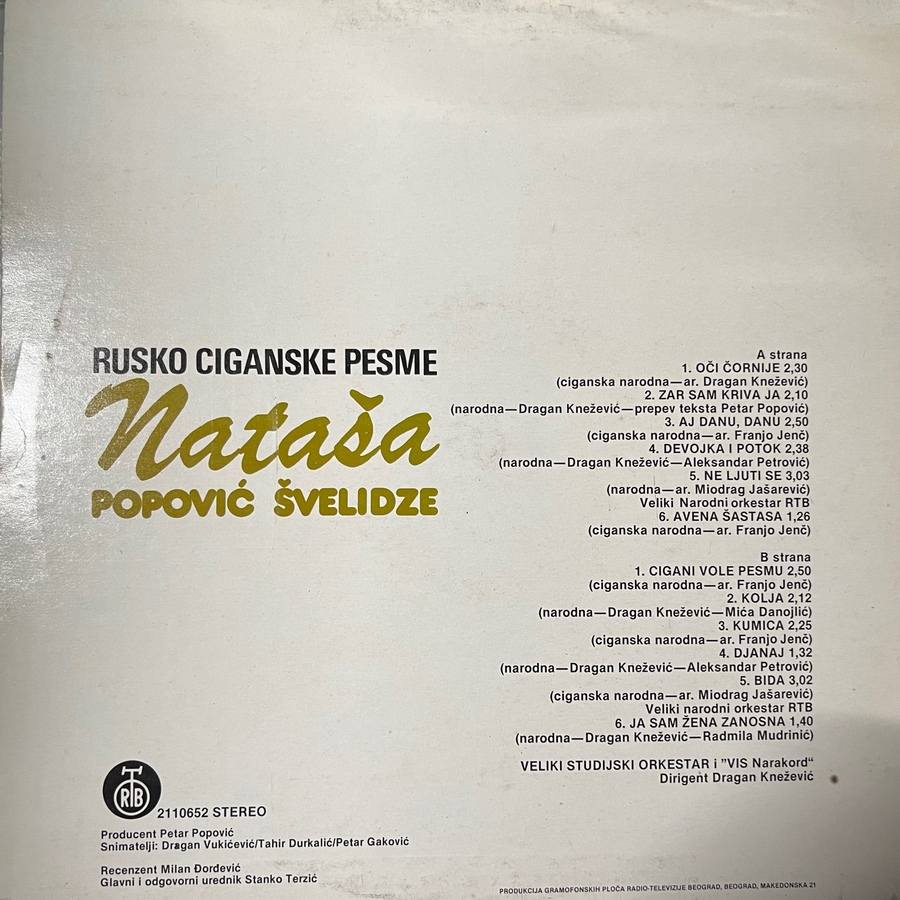 RUSKO CIGANSKE PESME
Nataša
POPOVIĆ ŠVELIDZE
A strana
1. OČI ČORNIJE 2,30
(ciganska narodna—ar. Dragan Knežević)
2. ZAR SAM KRIVA JA 2,10
(narodna—Dragan Knežević—prepev teksta Petar Popović)
3. AJ DANU, DANU 2,50
(ciganska narodna—ar. Franjo Jenč)
4. DEVOJKA I POTOK 2,38
(narodna—Dragan Knežević—Aleksandar Petrović)
5. NE LJUTI SE 3,03
(narodna—ar. Miodrag Jašarević)
Veliki Narodni orkestar RTB
6. AVENA ŠASTASA 1,26
(ciganska narodna—ar. Franjo Jenč)
B strana
1. CIGANI VOLE PESMU 2,50
(ciganska narodna—ar. Franjo Jenč)
2. KOLJA 2,12
(narodna—Dragan Knežević—Mića Danojlić)
3. KUMICA 2,25
(ciganska narodna—ar. Franjo Jenč)
4. DJANAJ 1,32
(narodna—Dragan Knežević—Aleksandar Petrović)
5. BIDA 3,02
(ciganska narodna—ar. Miodrag Jašarević)
Veliki narodni orkestar RTB
6. JA SAM ŽENA ZANOSNA 1,40
(narodna—Dragan Knežević—Radmila Mudrinić)
VELIKI STUDIJSKI ORKESTAR i ”VIS Narakord“
Dirigent Dragan Knežević
RTB
2110652 STEREO
Producent Petar Popović
Snimatelji: Dragan Vukićević/Tahir Durkalić/Petar Gaković
Recenzent Milan Đorđević
Glavni i odgovorni urednik Stanko Terzić
PRODUKCIJA GRAMOFONSKIH PLOČA RADIO-TELEVIZIJE BEOGRAD, BEOGRAD, MAKEDONSKA 21